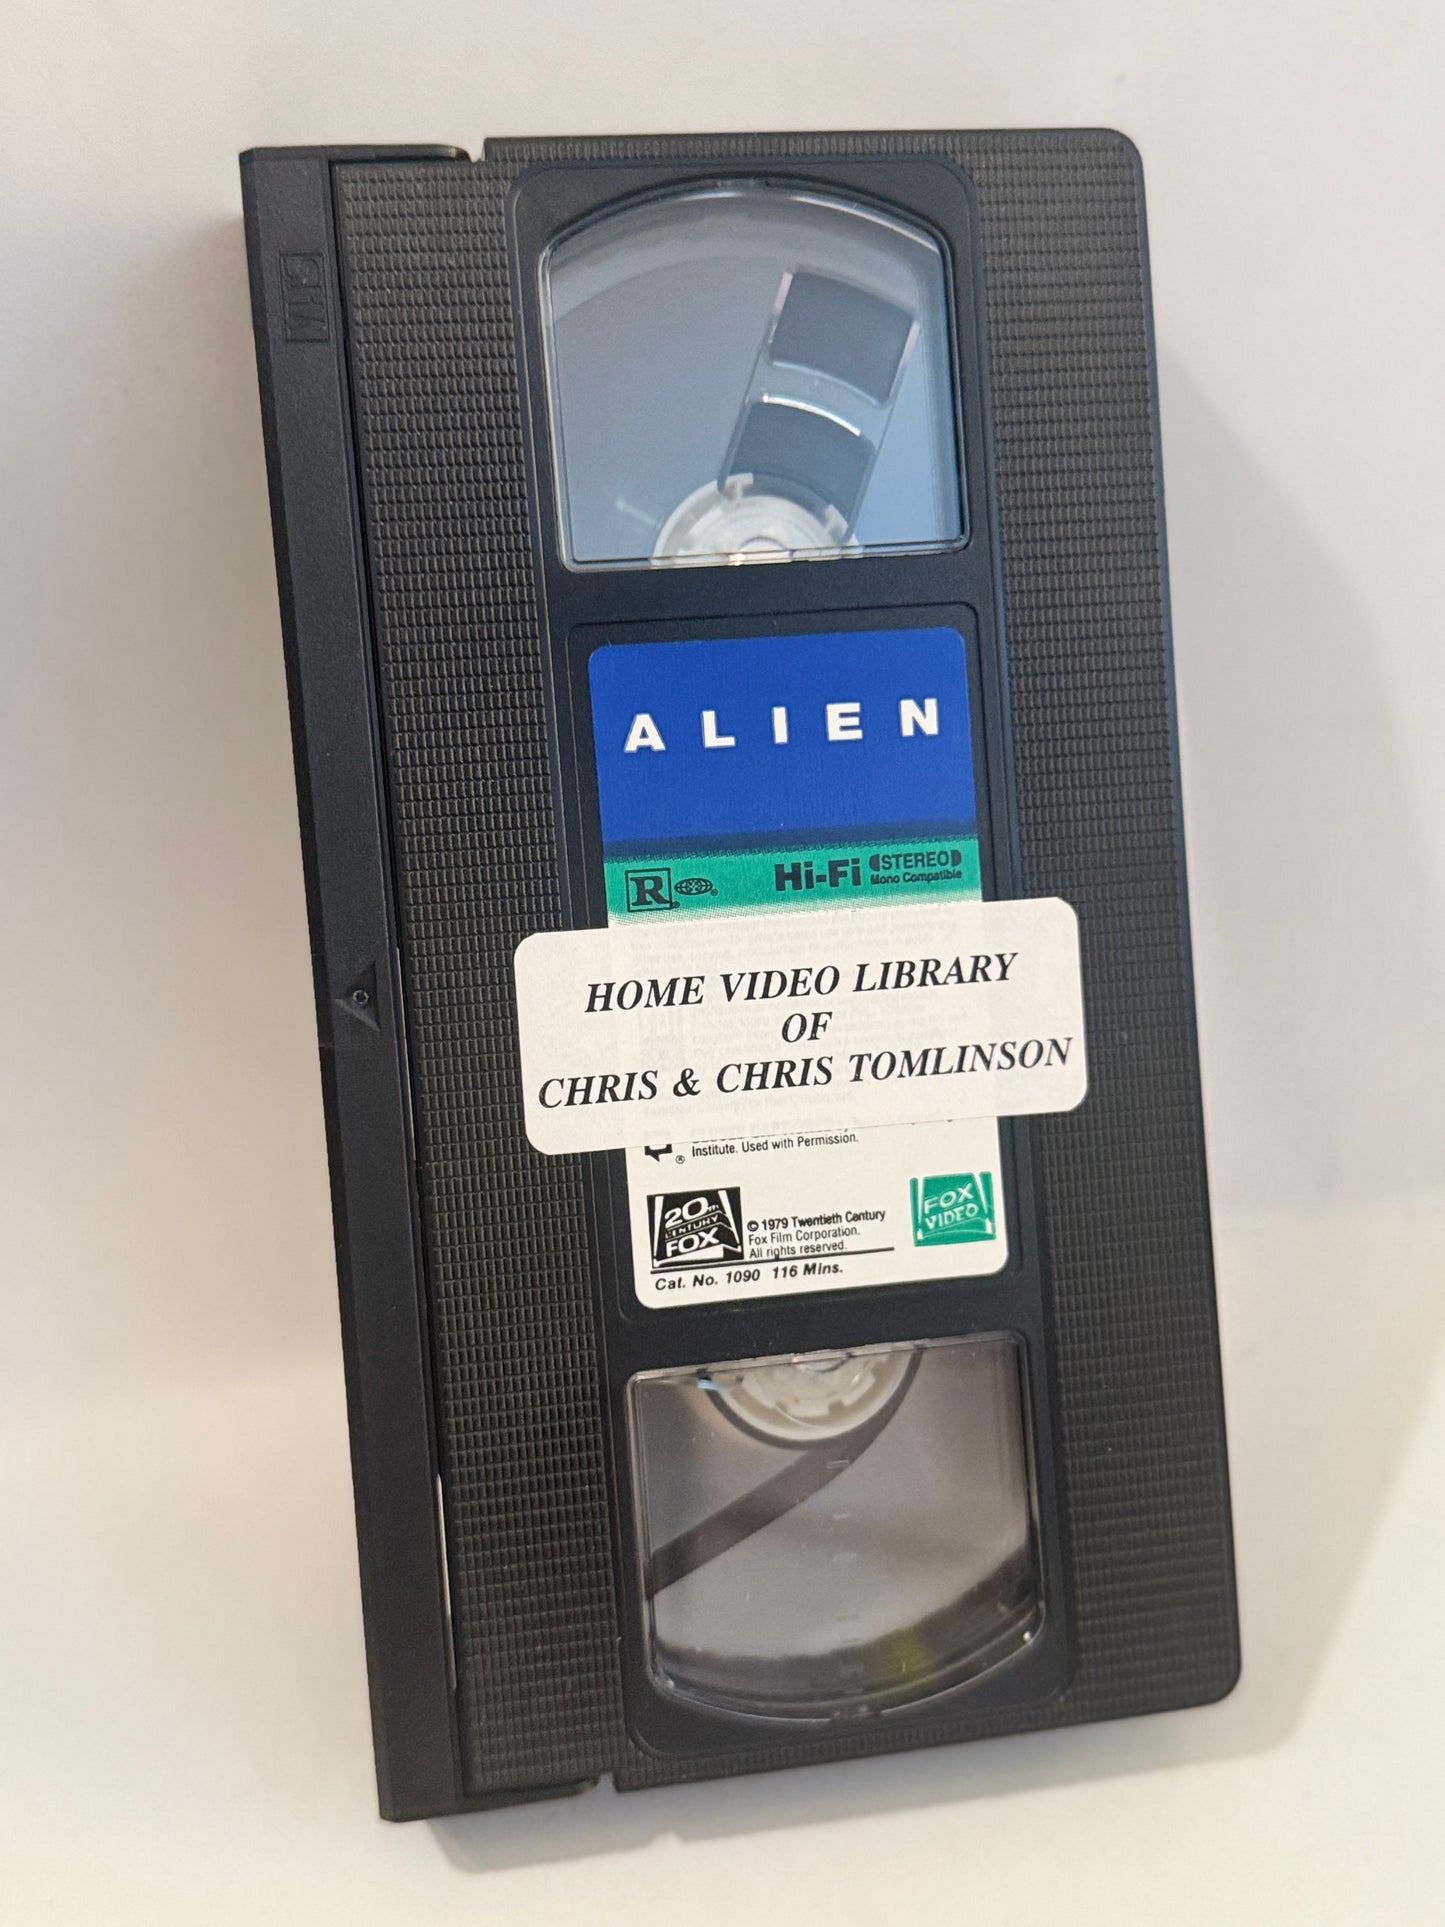 VHS
ALIEN
R
Hi-Fi STEREO
Mono Compatible
HOME VIDEO LIBRARY
OF
CHRIS & CHRIS TOMLINSON
Institute. Used with Permission.
20th
CENTURY
FOX
© 1979 Twentieth Century
Fox Film Corporation.
All rights reserved.
FOX
VIDEO
Cat. No. 1090 116 Mins.